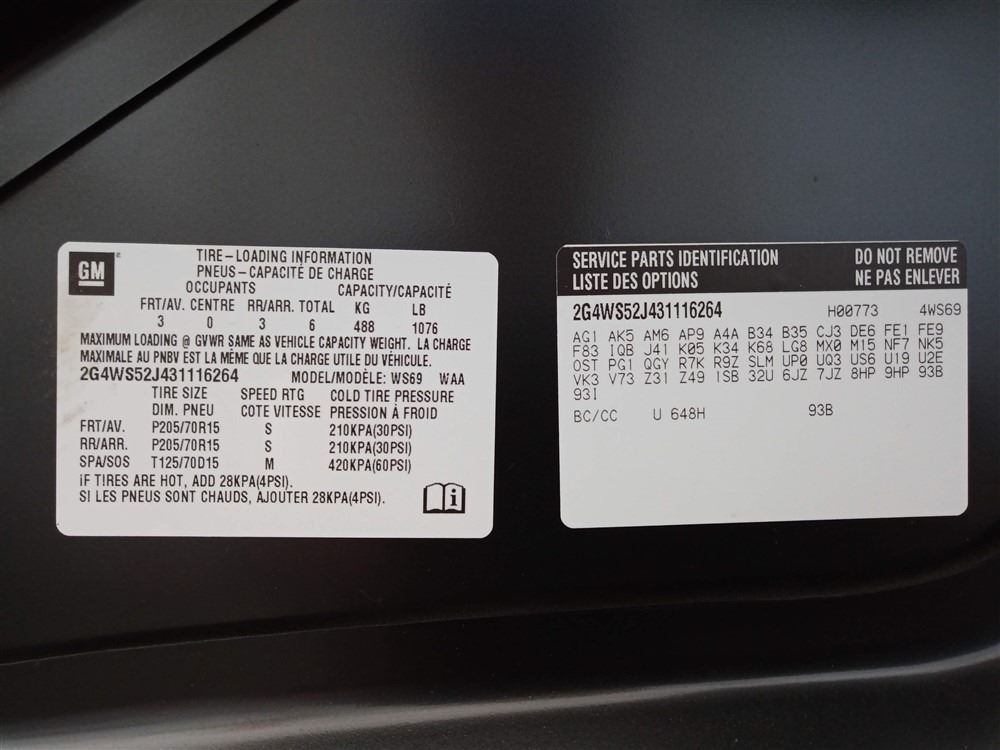 GM
TIRE-LOADING INFORMATION
PNEUS-CAPACITÉ DE CHARGE
OCCUPANTS CAPACITY/CAPACITÉ
FRT/AV. CENTRE RR/ARR. TOTAL KG LB
3 0 3 6 488 1076
MAXIMUM LOADING @ GVWR SAME AS VEHICLE CAPACITY WEIGHT. LA CHARGE
MAXIMALE AU PNBV EST LA MÊME QUE LA CHARGE UTILE DU VÉHICULE.
2G4WS52J431116264 MODEL/MODÈLE: WS69 WAA
TIRE SIZE SPEED RTG COLD TIRE PRESSURE
DIM. PNEU COTE VITESSE PRESSION À FROID
FRT/AV. P205/70R15 S 210KPA(30PSI)
RR/ARR. P205/70R15 S 210KPA(30PSI)
SPA/SOS T125/70D15 M 420KPA(60PSI)
IF TIRES ARE HOT, ADD 28KPA(4PSI).
SI LES PNEUS SONT CHAUDS, AJOUTER 28KPA(4PSI).
SERVICE PARTS IDENTIFICATION DO NOT REMOVE
LISTE DES OPTIONS NE PAS ENLEVER
2G4WS52J431116264 H00773 4WS69
AG1 AK5 AM6 AP9 A4A B34 B35 CJ3 DE6 FE1 FE9
F83 IQB J41 K05 K34 K68 LG8 MX0 M15 NF7 NK5
OST PG1 QGY R7K R9Z SLM UP0 UQ3 US6 U19 U2E
VK3 V73 Z31 Z49 1SB 32U 6JZ 7JZ 8HP 9HP 93B
93I
BC/CC U 648H 93B